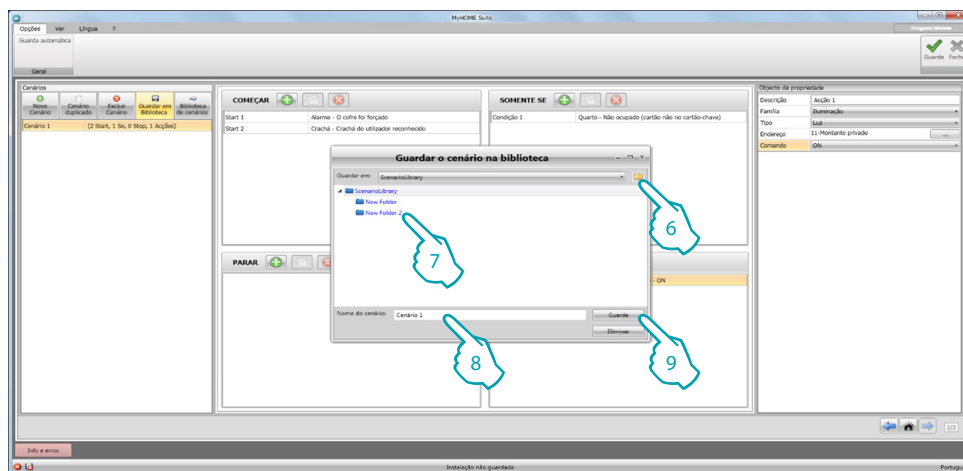 MyHOME Suite
Opções Ver Língua ?
Guarda automática
Geral
Guarde
Cenários
Novo Cenário
Cenário duplicado
Excluir Cenário
Guardar em Biblioteca
Biblioteca de cenários
Cenário 1 (2 Start, 1 Se, 0 Stop, 1 Acções)
COMEÇAR
Start 1 Alarme - O cofre foi forçado
Start 2 Crachá - Crachá do utilizador reconhecido
SOMENTE SE
Condição 1 Quarto - Não ocupado (cartão não no cartão-chave)
PARAR
- ON
Objecto de propriedade
Descrição Acção 1
Família Iluminação
Tipo Luz
Endereço 11-Montante privado ...
Comando ON
Guardar o cenário na biblioteca
Guardar em: ScenarioLibrary
ScenarioLibrary
New Folder
New Folder 2
Nome do cenário: Cenário 1
Guarde
Eliminar
6
7
8
9
2/2
Info e erros
Instalação não guardada